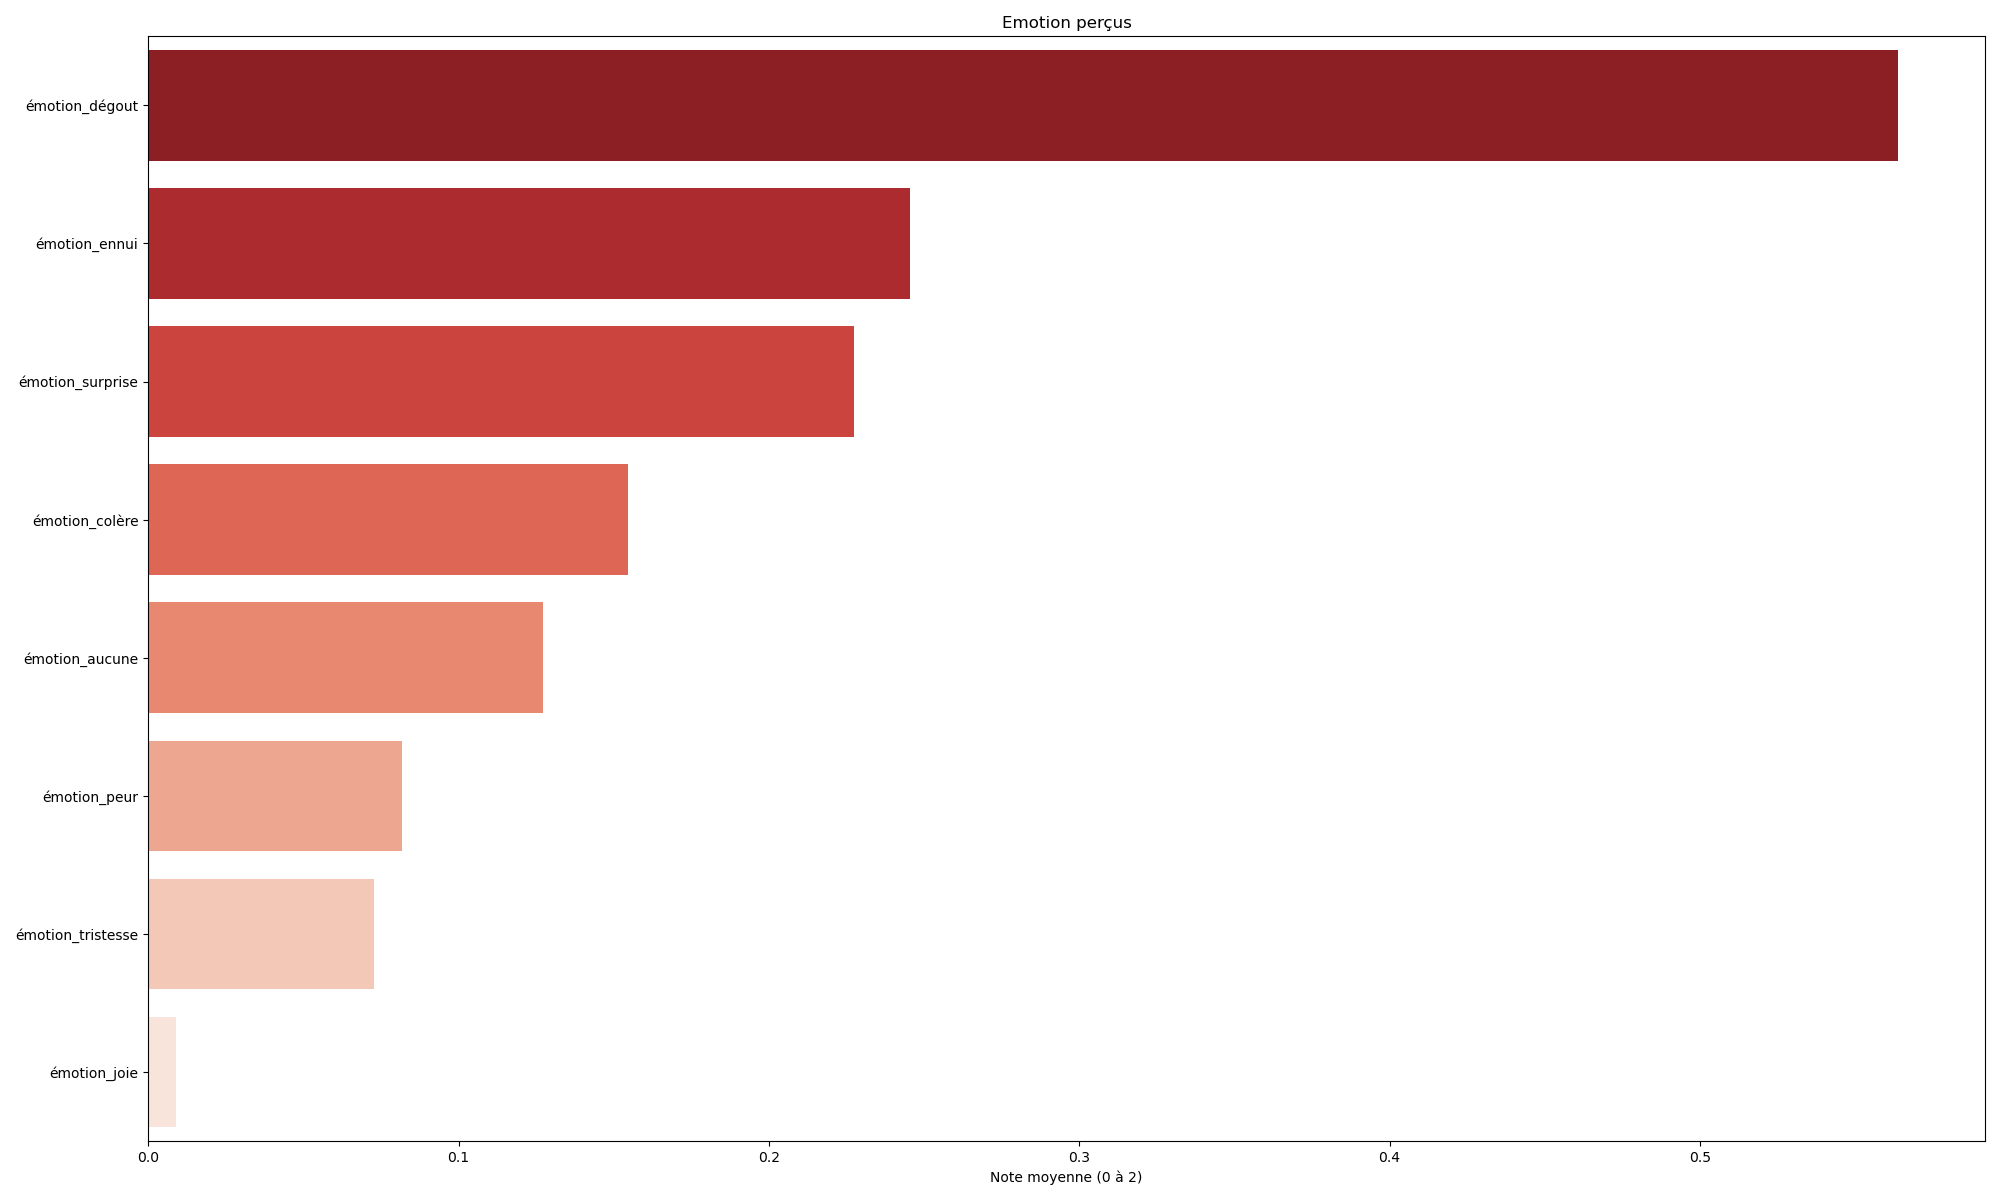 Emotion perçus
émotion_dégout
émotion_ennui
émotion_surprise
émotion_colère
émotion_aucune
émotion_peur
émotion_tristesse
émotion_joie
0.0 0.1 0.2 0.3 0.4 0.5
Note moyenne (0 à 2)